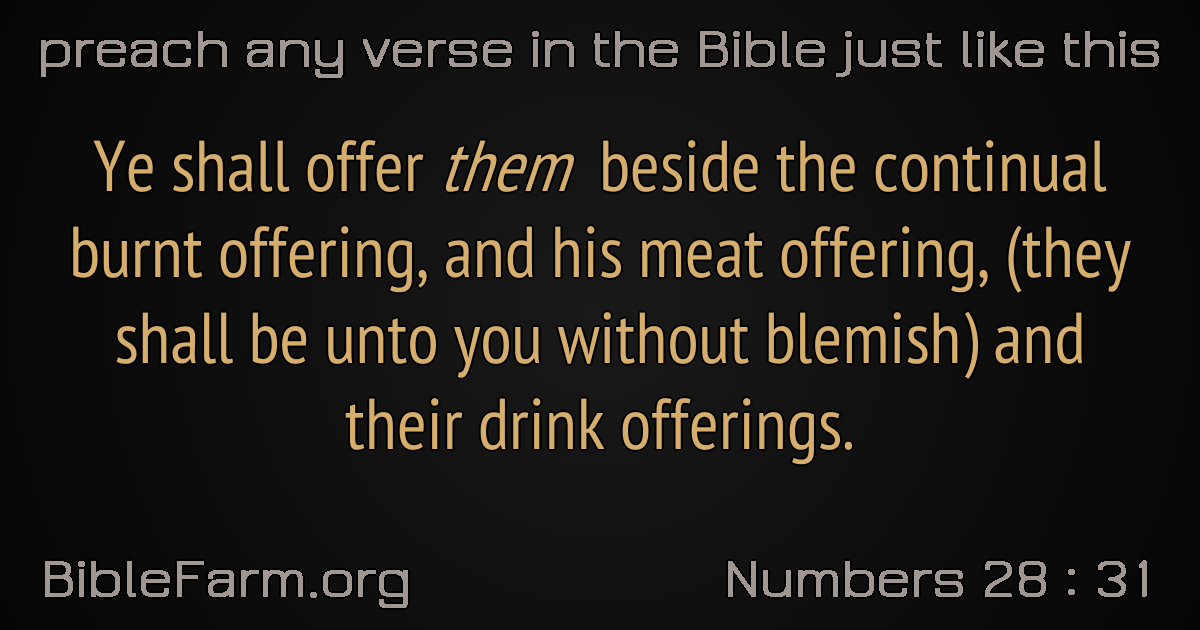 preach any verse in the Bible just like this
Ye shall offer them beside the continual
burnt offering, and his meat offering, (they
shall be unto you without blemish) and
their drink offerings.
BibleFarm.org
Numbers 28 : 31